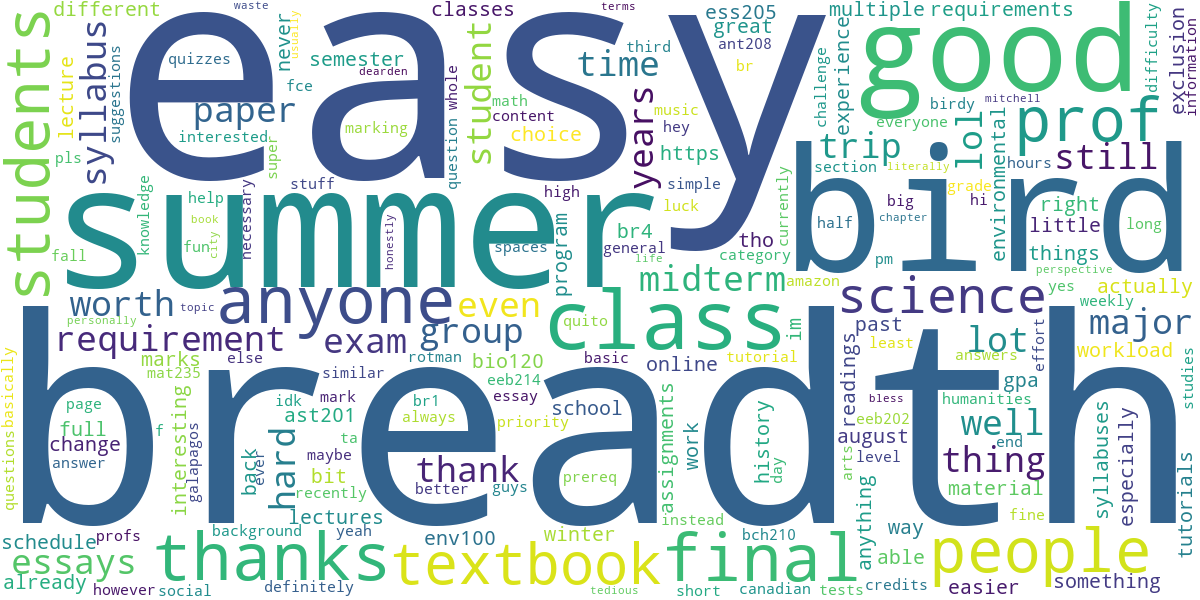 different
waste
usually
terms
classes
ess205
multiple requirements
students
easy
good
quizzes
never
semester
great
ant208
third
dearden
time
br
lecture
syllabus
suggestions
fce
paper
interested
marking
student
math
content
question whole
choice
music
hey
years
https
challenge
experience
birdy
mitchell
everyone
difficulty
exclusion
information
prof
lol
trip
still
pls
super
stuff
help
knowledge
necessary
high
simple
luck
section
literally
hours
environmental
grade
hi
big
right
little
long
bird
half
chapter
summer
book
city
fun
fall
honestly
spaces
program
br4
general
life
tho
category
currently
pm
things
perspective
yes
weekly
actually
amazon
midterm
science
worth
topic
personally
anyone
even
class
quito
im
major
requirement
exam
group
past
lot
least
answers
effort
workload
marks
else
rotman
bio120
basic
online
tutorial
readings
mat235
similar
eeb214
essay
school
gpa
humanities
studies
bless
basically
questions
page
full
change
answer
f
interesting
galapagos
idk
mark
ast201
br1
always
priority
assignments
work
history
day
august
level
arts
eeb202
well
end
syllabuses
especially
tutorials
breadth
back
ever
hard
ta
maybe
bit
recently
thank
better
guys
prereq
thing
material
fine
lectures
instead
anything
way
schedule
profs
background
yeah
env100
winter
bch210
able
essays
thanks
textbook
final
people
already
however
social
definitely
tedious
short
canadian
tests
credits
easier
something